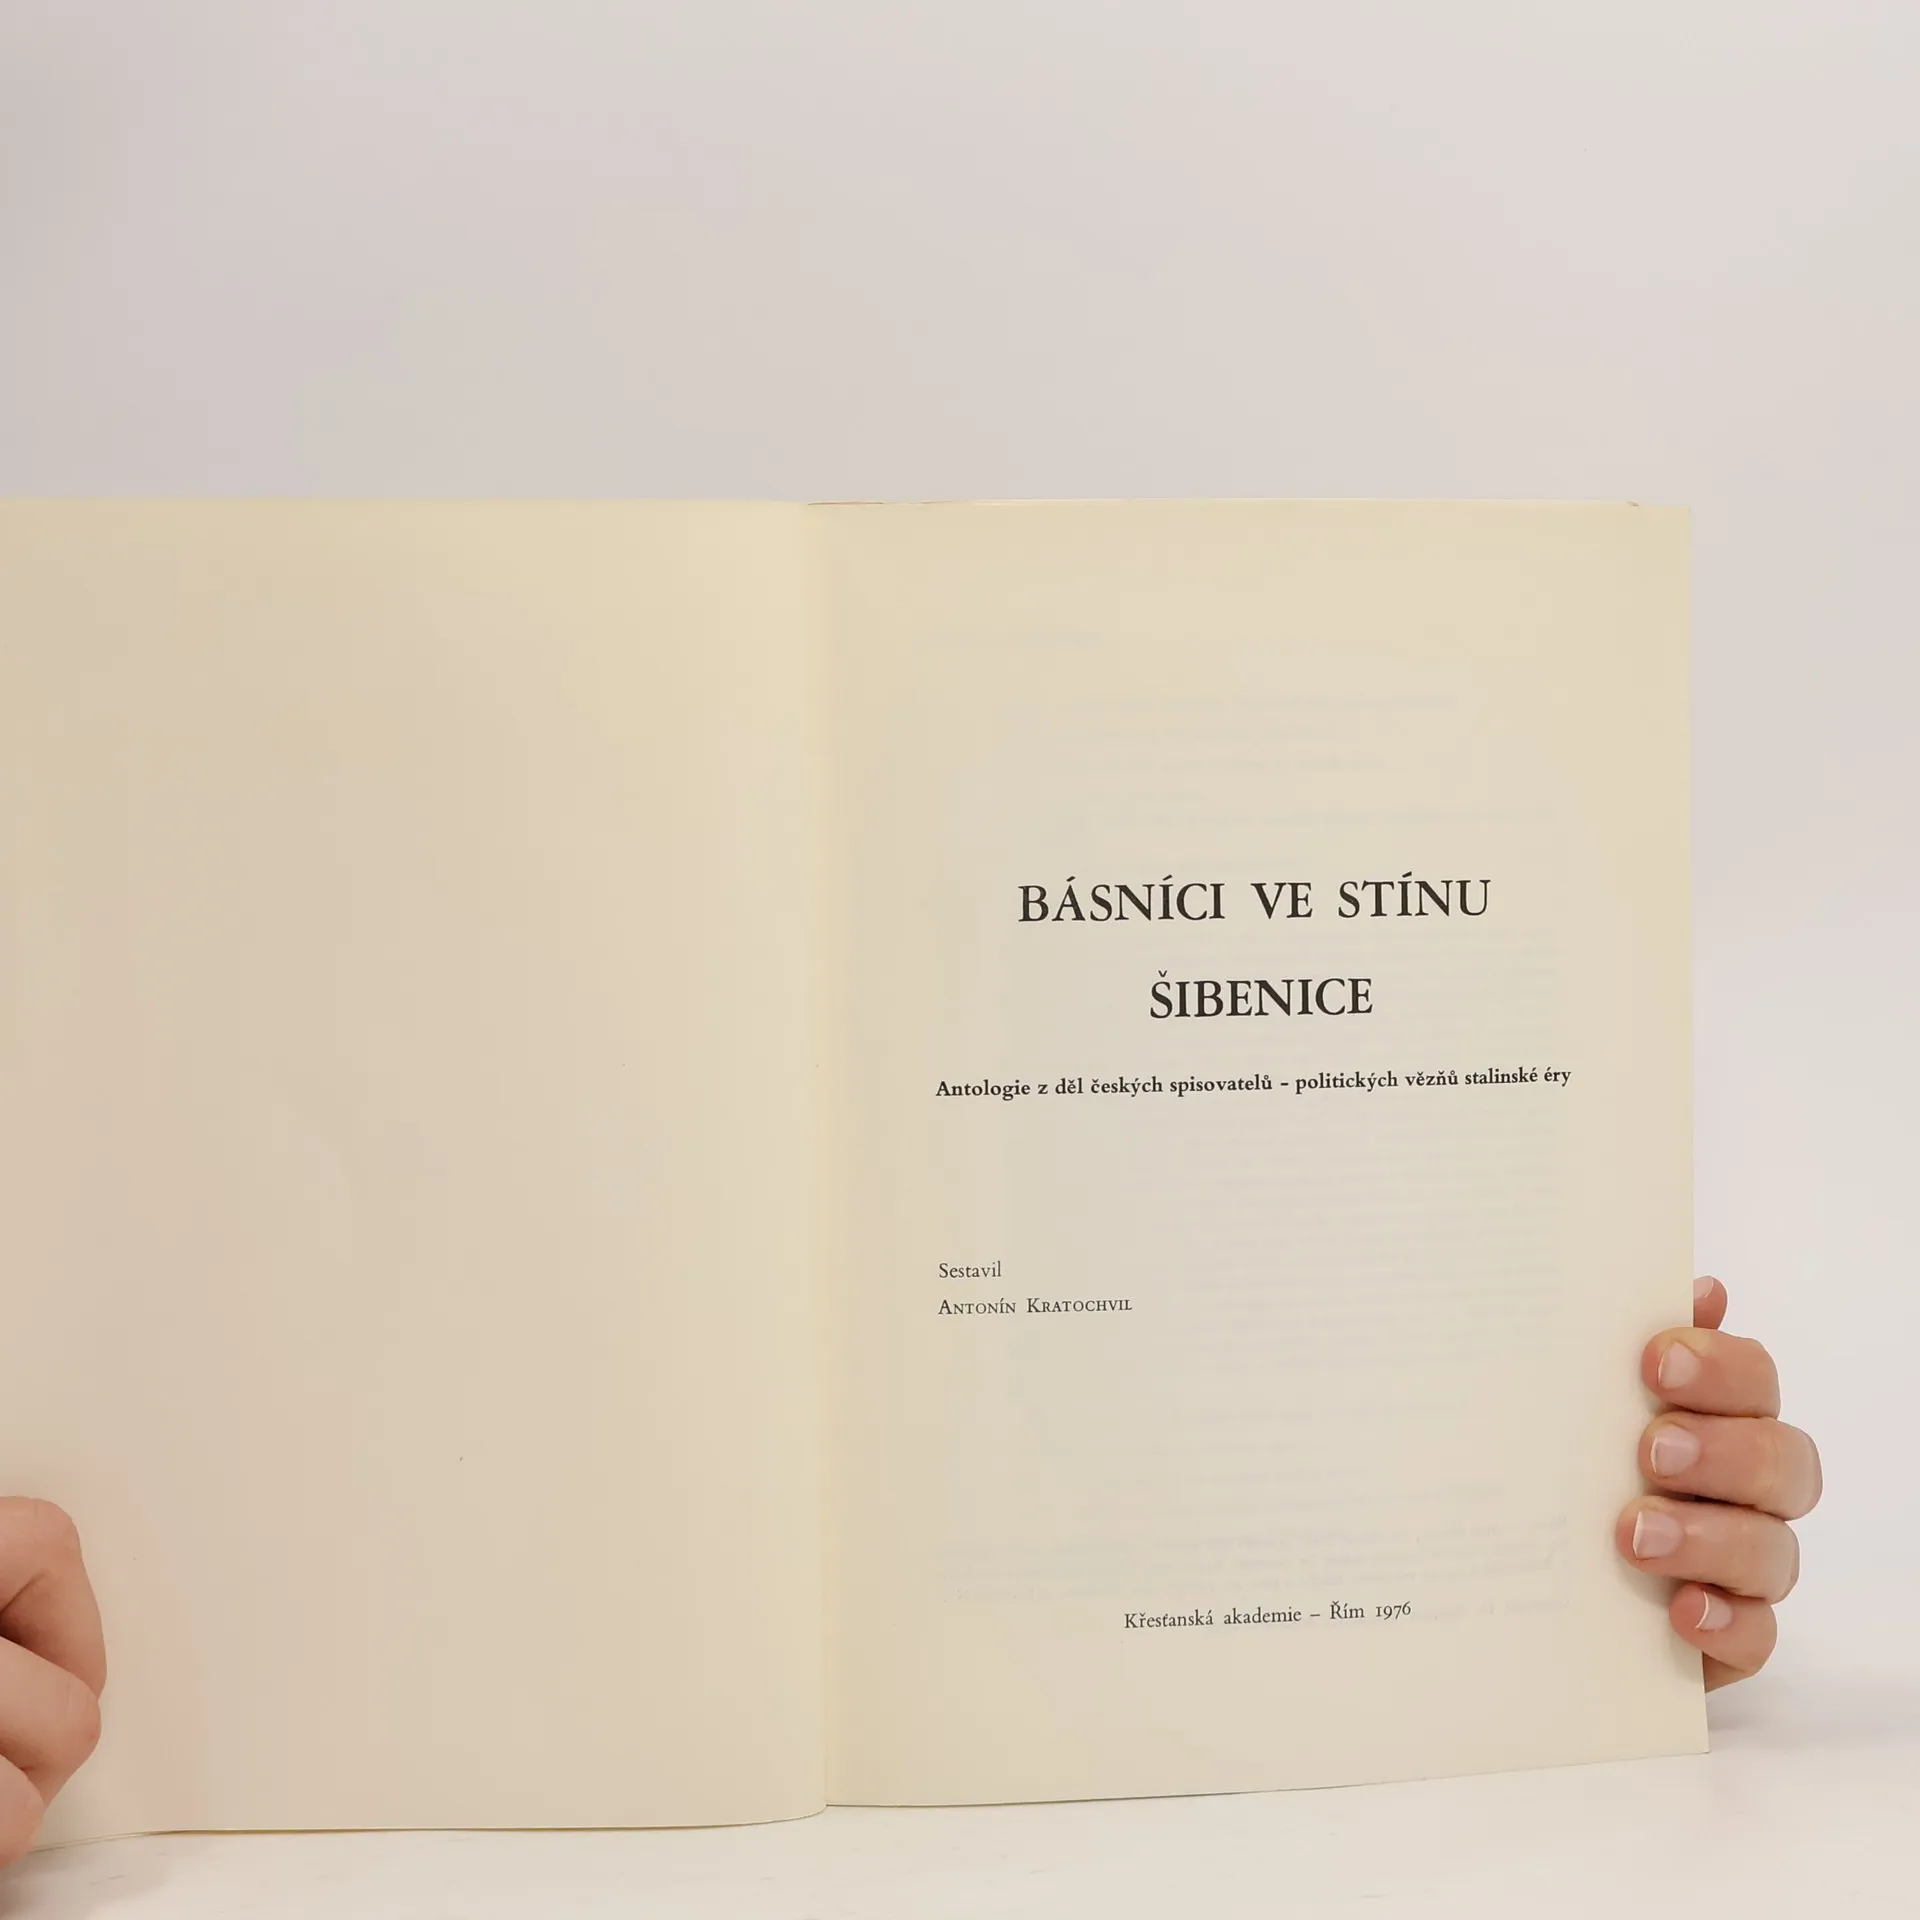 BÁSNÍCI VE STÍNU
ŠIBENICE
Antologie z děl českých spisovatelů – politických vězňů stalinské éry
Sestavil
Antonín Kratochvil
Křesťanská akademie – Řím 1976